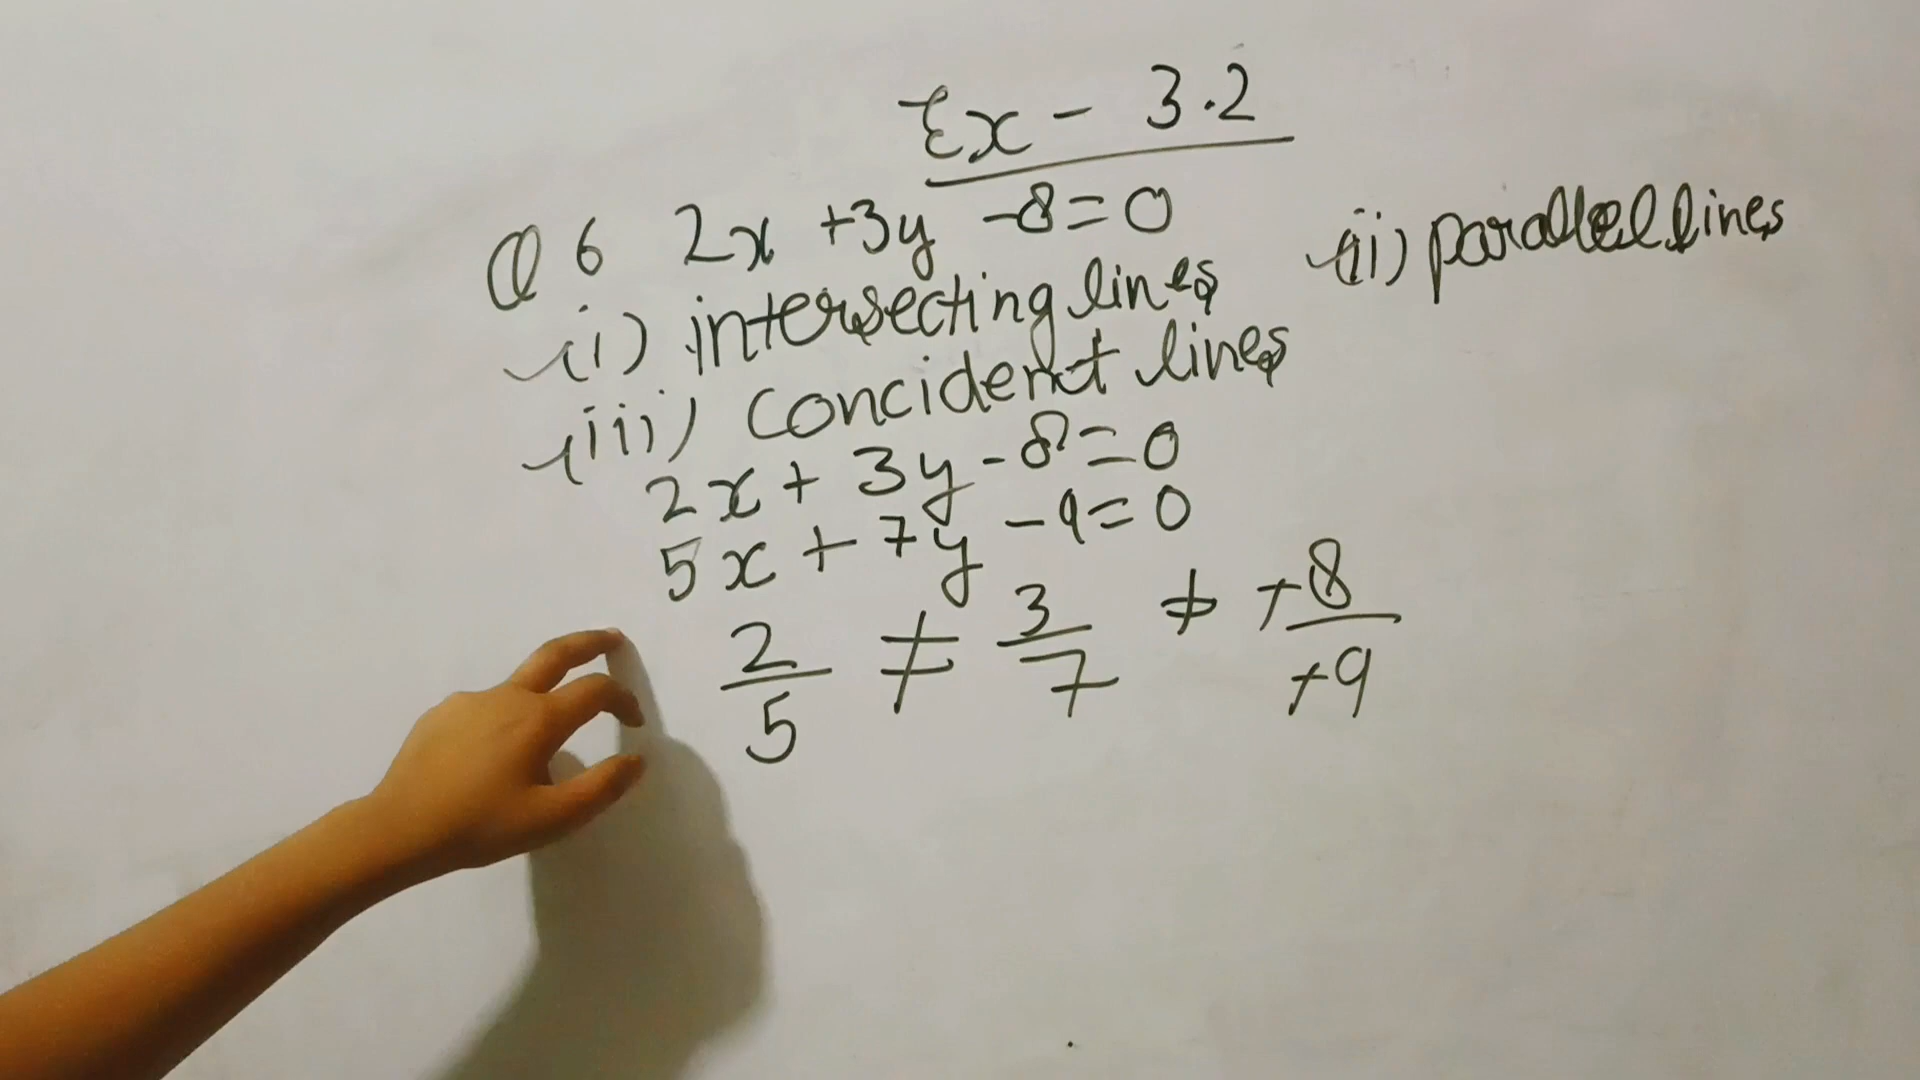 Ex - 3.2
Q 6 2x +3y -8=0
(i) intersecting lines (ii) parallel lines
(iii) concident lines
2x + 3y - 8 = 0
5x + 7y - 9 = 0
2/5 ≠ 3/7 ≠ +8/+9